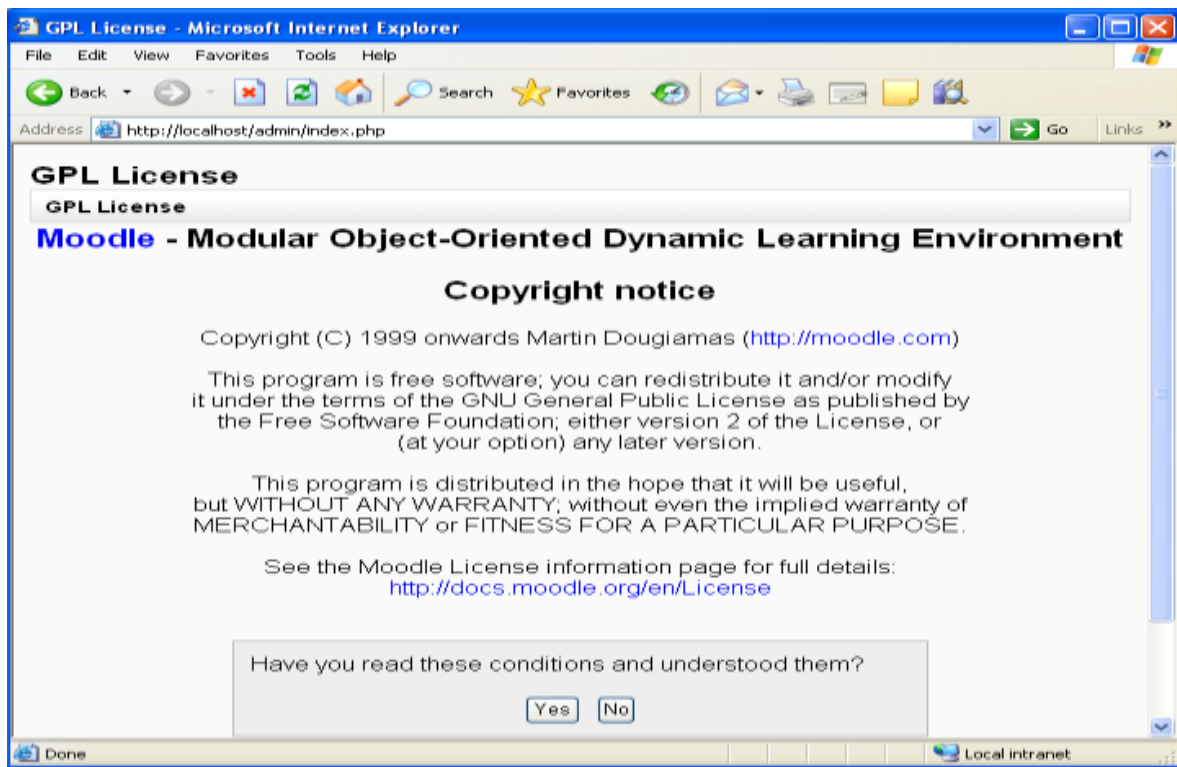 GPL License - Microsoft Internet Explorer
File Edit View Favorites Tools Help
Back Search Favorites
Address http://localhost/admin/index.php Go Links »
GPL License
GPL License
Moodle - Modular Object-Oriented Dynamic Learning Environment
Copyright notice
Copyright (C) 1999 onwards Martin Dougiamas (http://moodle.com)
This program is free software; you can redistribute it and/or modify
it under the terms of the GNU General Public License as published by
the Free Software Foundation; either version 2 of the License, or
(at your option) any later version.
This program is distributed in the hope that it will be useful,
but WITHOUT ANY WARRANTY; without even the implied warranty of
MERCHANTABILITY or FITNESS FOR A PARTICULAR PURPOSE.
See the Moodle License information page for full details:
http://docs.moodle.org/en/License
Have you read these conditions and understood them?
Yes No
Done Local intranet